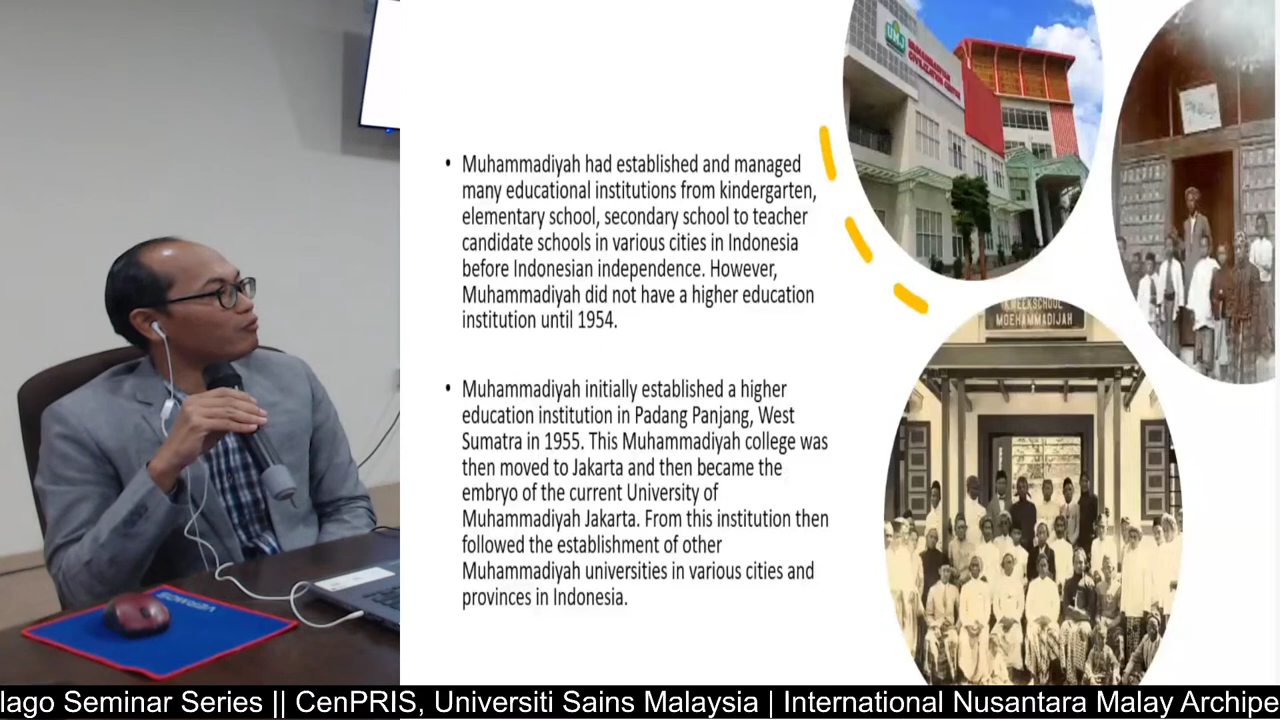 • Muhammadiyah had established and managed
many educational institutions from kindergarten,
elementary school, secondary school to teacher
candidate schools in various cities in Indonesia
before Indonesian independence. However,
Muhammadiyah did not have a higher education
institution until 1954.
• Muhammadiyah initially established a higher
education institution in Padang Panjang, West
Sumatra in 1955. This Muhammadiyah college was
then moved to Jakarta and then became the
embryo of the current University of
Muhammadiyah Jakarta. From this institution then
followed the establishment of other
Muhammadiyah universities in various cities and
provinces in Indonesia.
UMJ
KWEEKSCHOOL
MOEHAMMADIJAH
lago Seminar Series || CenPRIS, Universiti Sains Malaysia | International Nusantara Malay Archipe